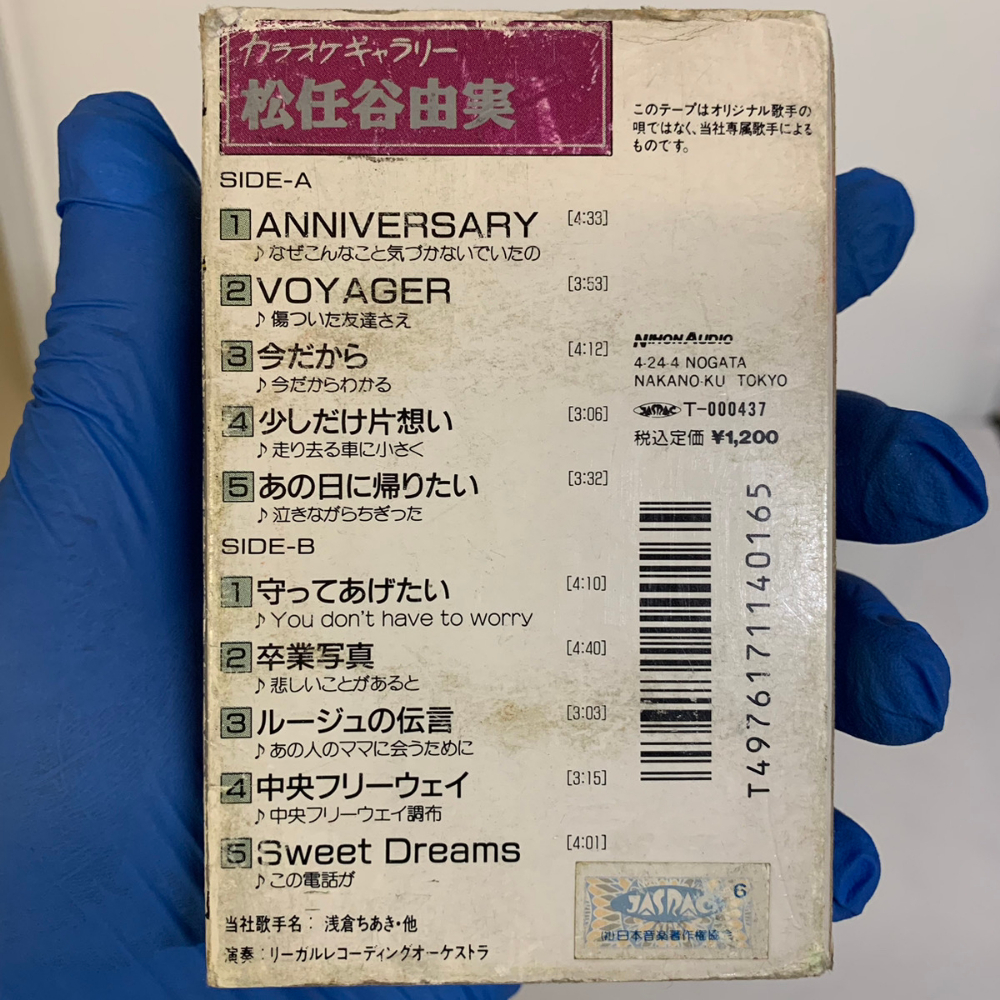 カラオケギャラリー
松任谷由実
このテープはオリジナル歌手の
唄ではなく、当社専属歌手による
ものです。
SIDE-A
1 ANNIVERSARY [4:33]
♪なぜこんなこと気づかないでいたの
2 VOYAGER [3:53]
♪傷ついた友達さえ
3 今だから [4:12]
♪今だからわかる
4 少しだけ片想い [3:06]
♪走り去る車に小さく
5 あの日に帰りたい [3:32]
♪泣きながらちぎった
SIDE-B
1 守ってあげたい [4:10]
♪You don't have to worry
2 卒業写真 [4:40]
♪悲しいことがあると
3 ルージュの伝言 [3:03]
♪あの人のママに会うために
4 中央フリーウェイ [3:15]
♪中央フリーウェイ調布
5 Sweet Dreams [4:01]
♪この電話が
当社歌手名：浅倉ちあき・他
演奏：リーガルレコーディングオーケストラ
NIHON AUDIO
4-24-4 NOGATA
NAKANO-KU TOKYO
JASRAC T-000437
税込定価 ¥1,200
T4976171140165
6
JASRAC
(社)日本音楽著作権協会